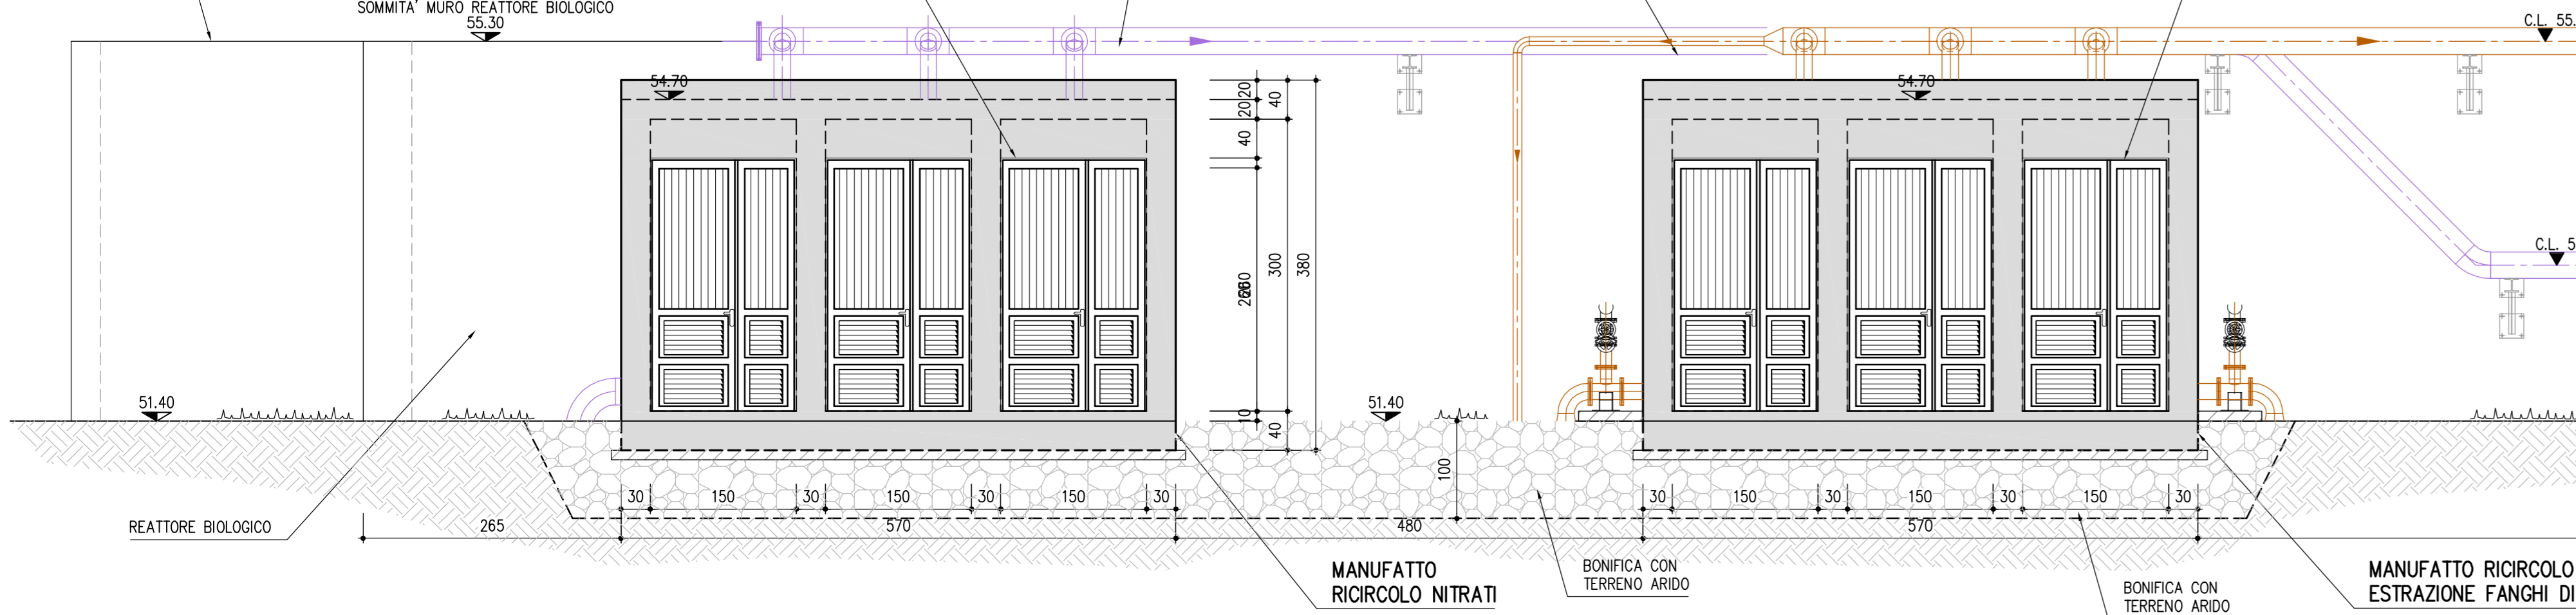 SOMMITA' MURO REATTORE BIOLOGICO
55.30
C.L. 55.
54.70
54.70
20
20
40
40
260
300
380
10
40
C.L. 5
51.40
51.40
100
30
150
30
150
30
150
30
30
150
30
150
30
150
30
REATTORE BIOLOGICO
265
570
480
570
MANUFATTO
RICIRCOLO NITRATI
BONIFICA CON
TERRENO ARIDO
BONIFICA CON
TERRENO ARIDO
MANUFATTO RICIRCOLO
ESTRAZIONE FANGHI DI